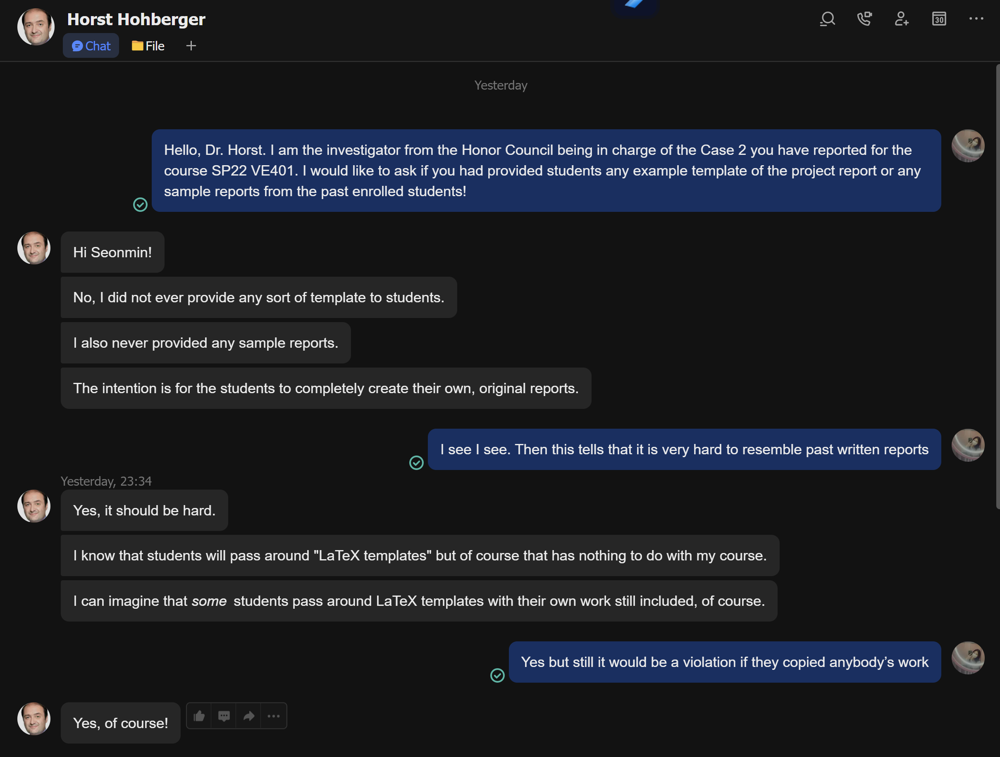 Horst Hohberger
Chat
File
30
Yesterday
Hello, Dr. Horst. I am the investigator from the Honor Council being in charge of the Case 2 you have reported for the
course SP22 VE401. I would like to ask if you had provided students any example template of the project report or any
sample reports from the past enrolled students!
Hi Seonmin!
No, I did not ever provide any sort of template to students.
I also never provided any sample reports.
The intention is for the students to completely create their own, original reports.
I see I see. Then this tells that it is very hard to resemble past written reports
Yesterday, 23:34
Yes, it should be hard.
I know that students will pass around "LaTeX templates" but of course that has nothing to do with my course.
I can imagine that some students pass around LaTeX templates with their own work still included, of course.
Yes but still it would be a violation if they copied anybody’s work
Yes, of course!